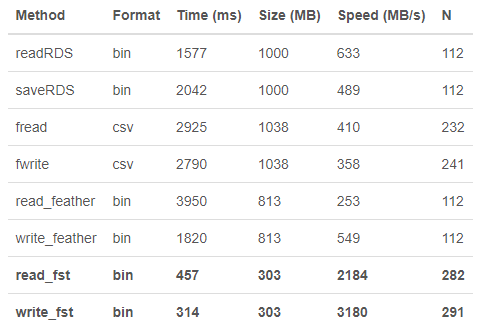 Method Format Time (ms) Size (MB) Speed (MB/s) N
readRDS bin 1577 1000 633 112
saveRDS bin 2042 1000 489 112
fread csv 2925 1038 410 232
fwrite csv 2790 1038 358 241
read_feather bin 3950 813 253 112
write_feather bin 1820 813 549 112
read_fst bin 457 303 2184 282
write_fst bin 314 303 3180 291